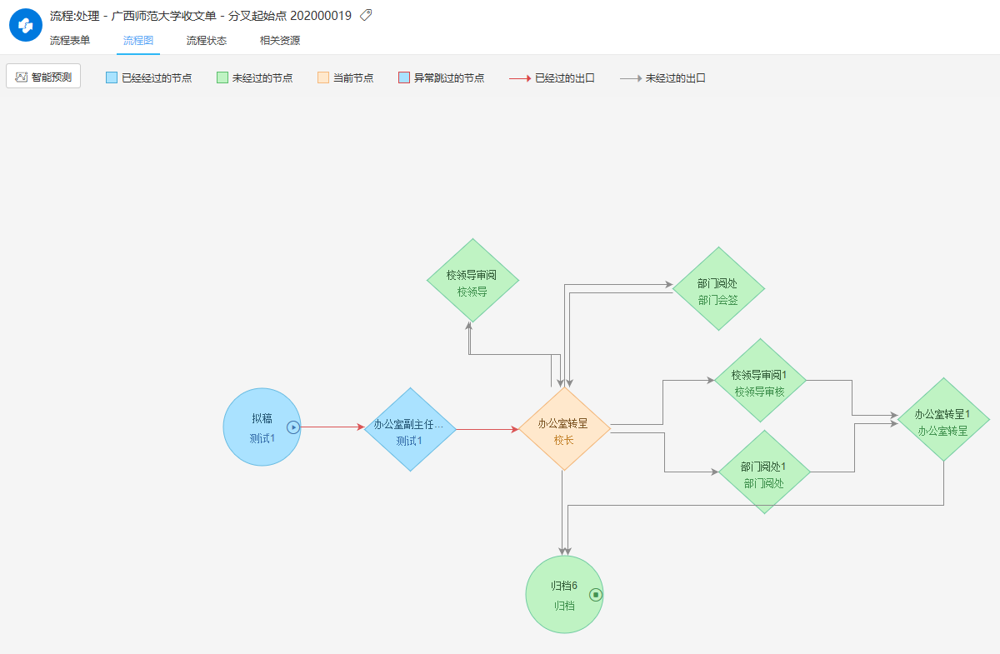 流程:处理 - 广西师范大学收文单 - 分叉起始点 202000019
流程表单 流程图 流程状态 相关资源
智能预测 已经经过的节点 未经过的节点 当前节点 异常跳过的节点 已经过的出口 未经过的出口
校领导审阅
校领导
部门阅处
部门会签
校领导审阅1
校领导审核
拟稿
测试1
办公室副主任...
测试1
办公室转呈
校长
办公室转呈1
办公室转呈
部门阅处1
部门阅处
归档6
归档